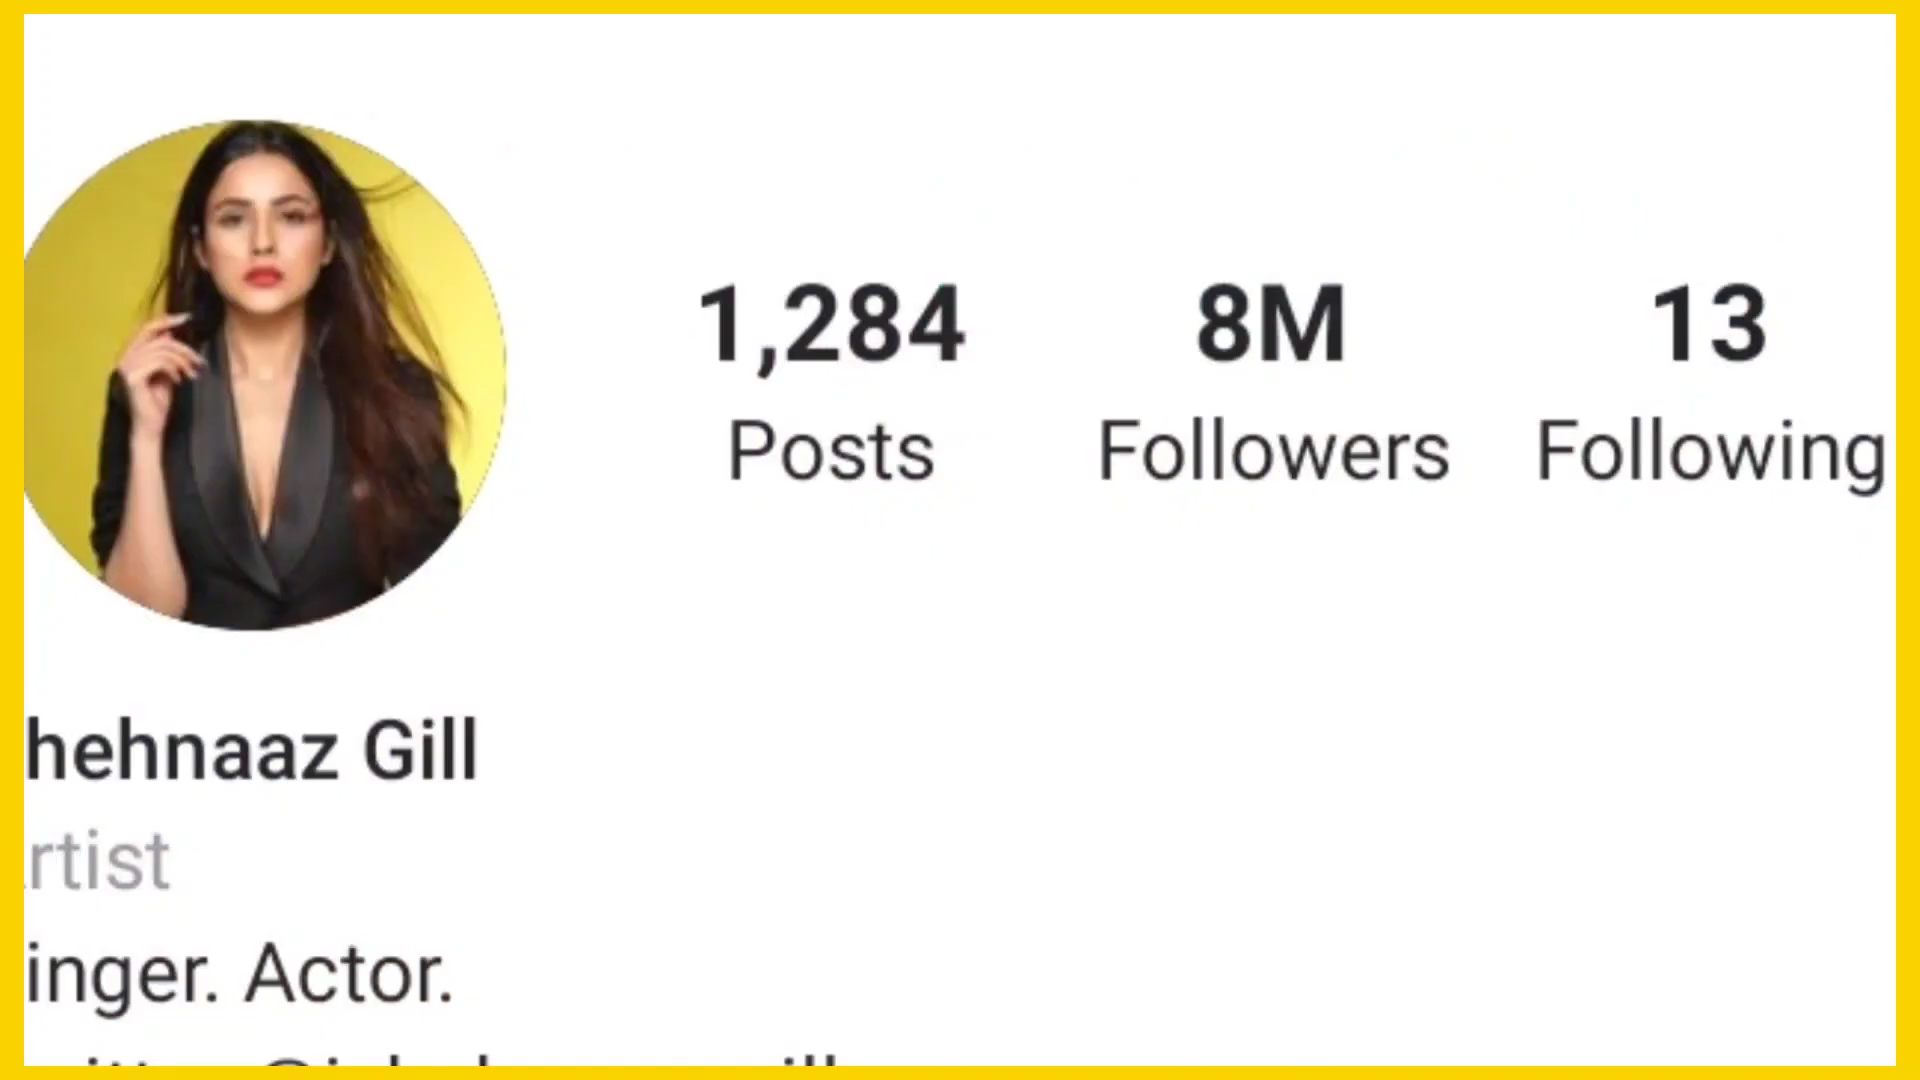 1,284 8M 13
Posts Followers Following
hehnaaz Gill
rtist
inger. Actor.